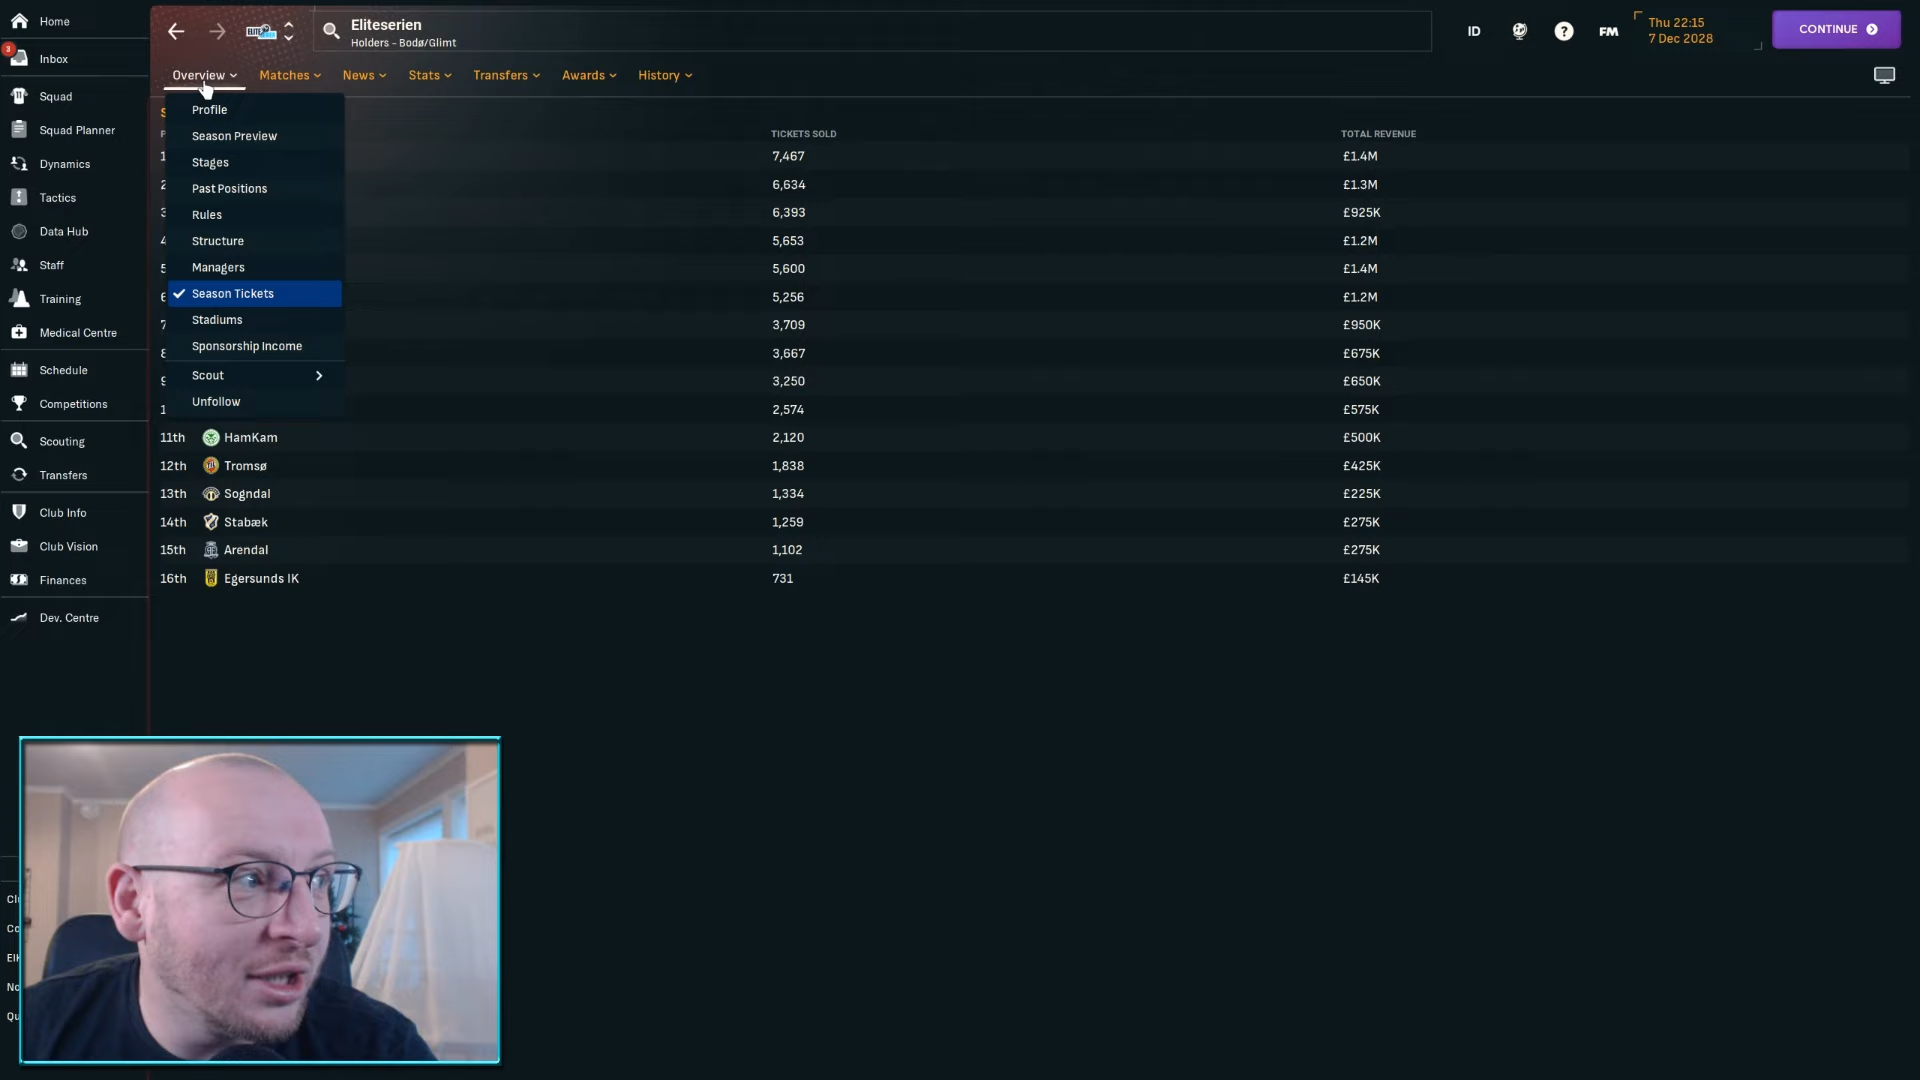 Home
Eliteserien
Holders - Bodø/Glimt
ID
?
FM
Thu 22:15
7 Dec 2028
CONTINUE
3
Inbox
Overview
Matches
News
Stats
Transfers
Awards
History
Squad
Squad Planner
Dynamics
Tactics
Data Hub
Staff
Training
Medical Centre
Schedule
Competitions
Scouting
Transfers
Club Info
Club Vision
Finances
Dev. Centre
Profile
Season Preview
Stages
Past Positions
Rules
Structure
Managers
Season Tickets
Stadiums
Sponsorship Income
Scout
Unfollow
TICKETS SOLD TOTAL REVENUE
7,467 £1.4M
6,634 £1.3M
6,393 £925K
5,653 £1.2M
5,600 £1.4M
5,256 £1.2M
3,709 £950K
3,667 £675K
3,250 £650K
2,574 £575K
11th HamKam 2,120 £500K
12th Tromsø 1,838 £425K
13th Sogndal 1,334 £225K
14th Stabæk 1,259 £275K
15th Arendal 1,102 £275K
16th Egersunds IK 731 £145K